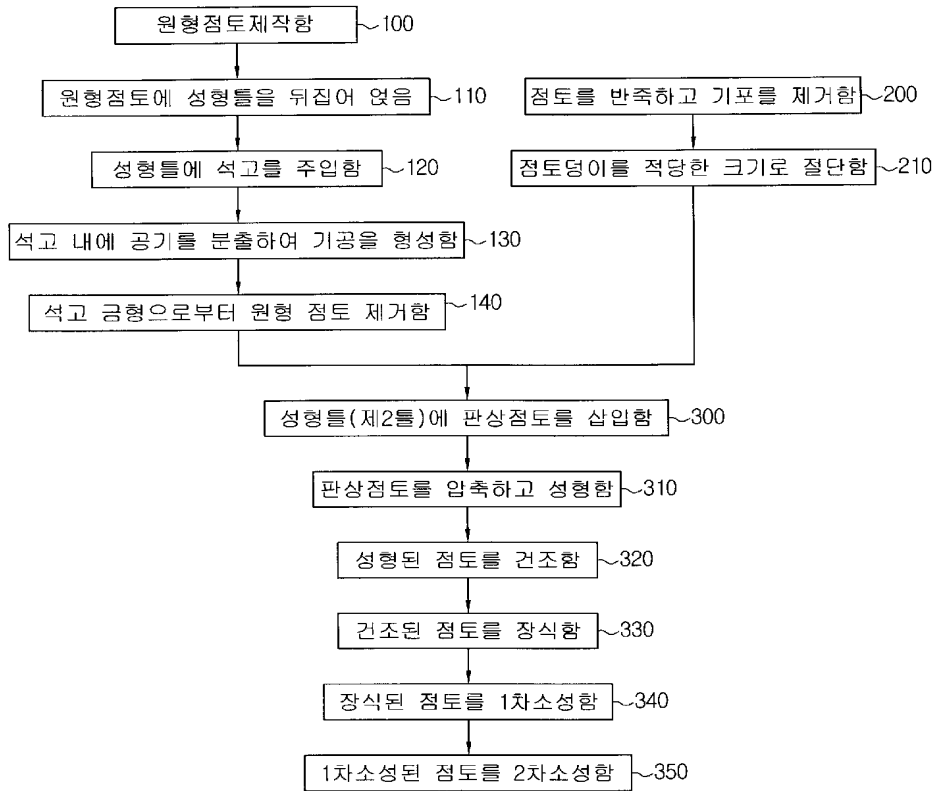 원형점토제작함 100
원형점토에 성형틀을 뒤집어 얹음 110
성형틀에 석고를 주입함 120
석고 내에 공기를 분출하여 기공을 형성함 130
석고 금형으로부터 원형 점토 제거함 140
점토를 반죽하고 기포를 제거함 200
점토덩이를 적당한 크기로 절단함 210
성형틀(제2틀)에 판상점토를 삽입함 300
판상점토를 압축하고 성형함 310
성형된 점토를 건조함 320
건조된 점토를 장식함 330
장식된 점토를 1차소성함 340
1차소성된 점토를 2차소성함 350